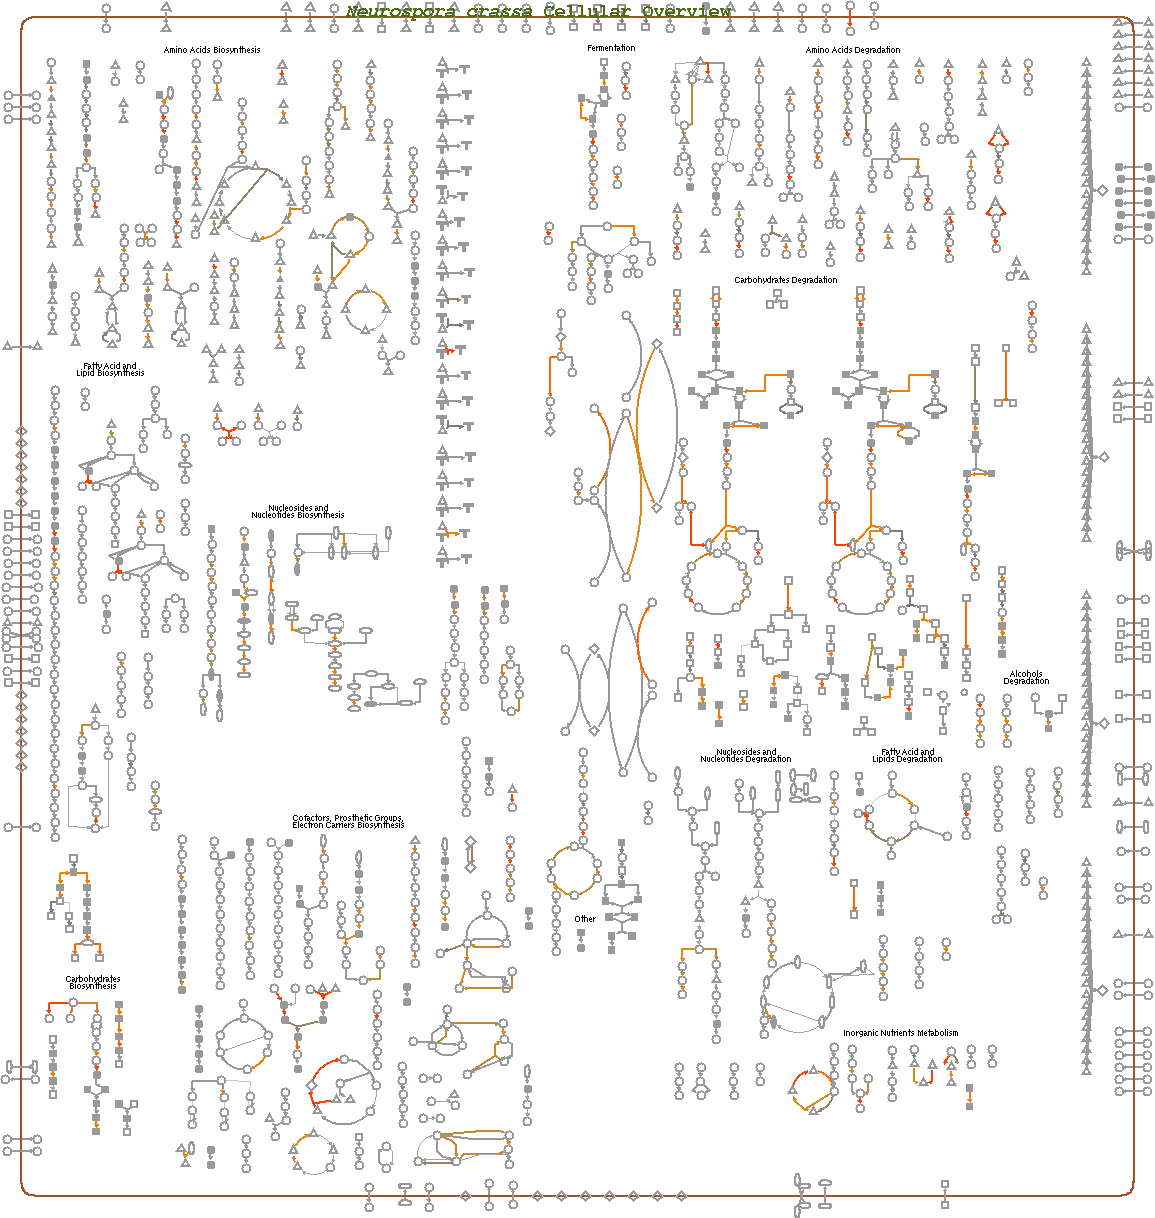 Neurospora crassa Cellular Overview
Amino Acids Biosynthesis
Fermentation
Amino Acids Degradation
Carbohydrates Degradation
Fatty Acid and
Lipid Biosynthesis
Nucleosides and
Nucleotides Biosynthesis
Alcohols
Degradation
Nucleosides and
Nucleotides Degradation
Fatty Acid and
Lipids Degradation
Cofactors, Prosthetic Groups,
Electron Carriers Biosynthesis
Other
Carbohydrates
Biosynthesis
Inorganic Nutrients Metabolism